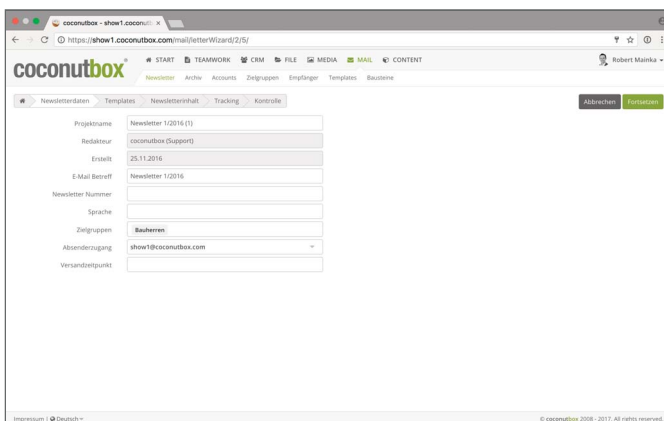 coconutbox - show1.coconutb
https://show1.coconutbox.com/mail/letterWizard/2/5/
coconutbox®
START TEAMWORK CRM FILE MEDIA MAIL CONTENT
Robert Mainka
Newsletter Archiv Accounts Zielgruppen Empfänger Templates Bausteine
Newsletterdaten Templates Newsletterinhalt Tracking Kontrolle
Abbrechen Fortsetzen
Projektname Newsletter 1/2016 (1)
Redakteur coconutbox (Support)
Erstellt 25.11.2016
E-Mail Betreff Newsletter 1/2016
Newsletter Nummer
Sprache
Zielgruppen Bauherren
Absenderzugang show1@coconutbox.com
Versandzeitpunkt
Impressum | Deutsch
© coconutbox 2008 - 2017. All rights reserved.